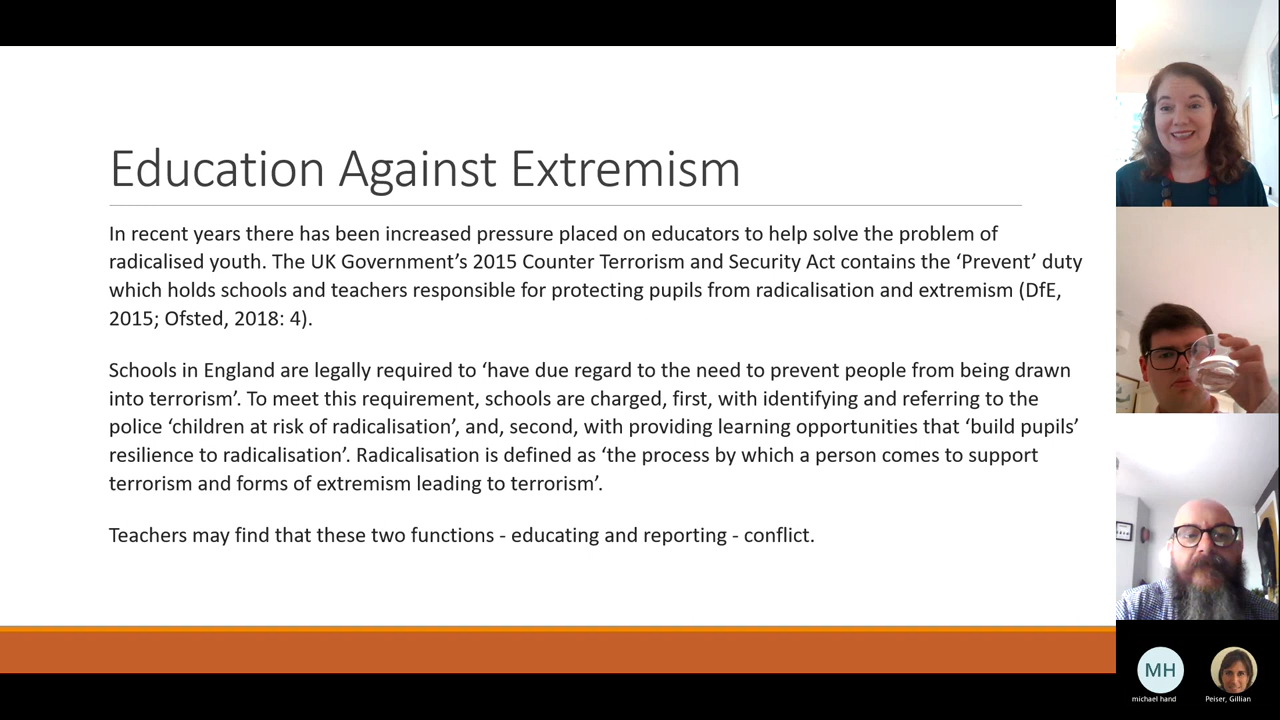 Education Against Extremism
In recent years there has been increased pressure placed on educators to help solve the problem of
radicalised youth. The UK Government’s 2015 Counter Terrorism and Security Act contains the ‘Prevent’ duty
which holds schools and teachers responsible for protecting pupils from radicalisation and extremism (DfE,
2015; Ofsted, 2018: 4).
Schools in England are legally required to ‘have due regard to the need to prevent people from being drawn
into terrorism’. To meet this requirement, schools are charged, first, with identifying and referring to the
police ‘children at risk of radicalisation’, and, second, with providing learning opportunities that ‘build pupils’
resilience to radicalisation’. Radicalisation is defined as ‘the process by which a person comes to support
terrorism and forms of extremism leading to terrorism’.
Teachers may find that these two functions - educating and reporting - conflict.
MH
michael hand
Peiser, Gillian